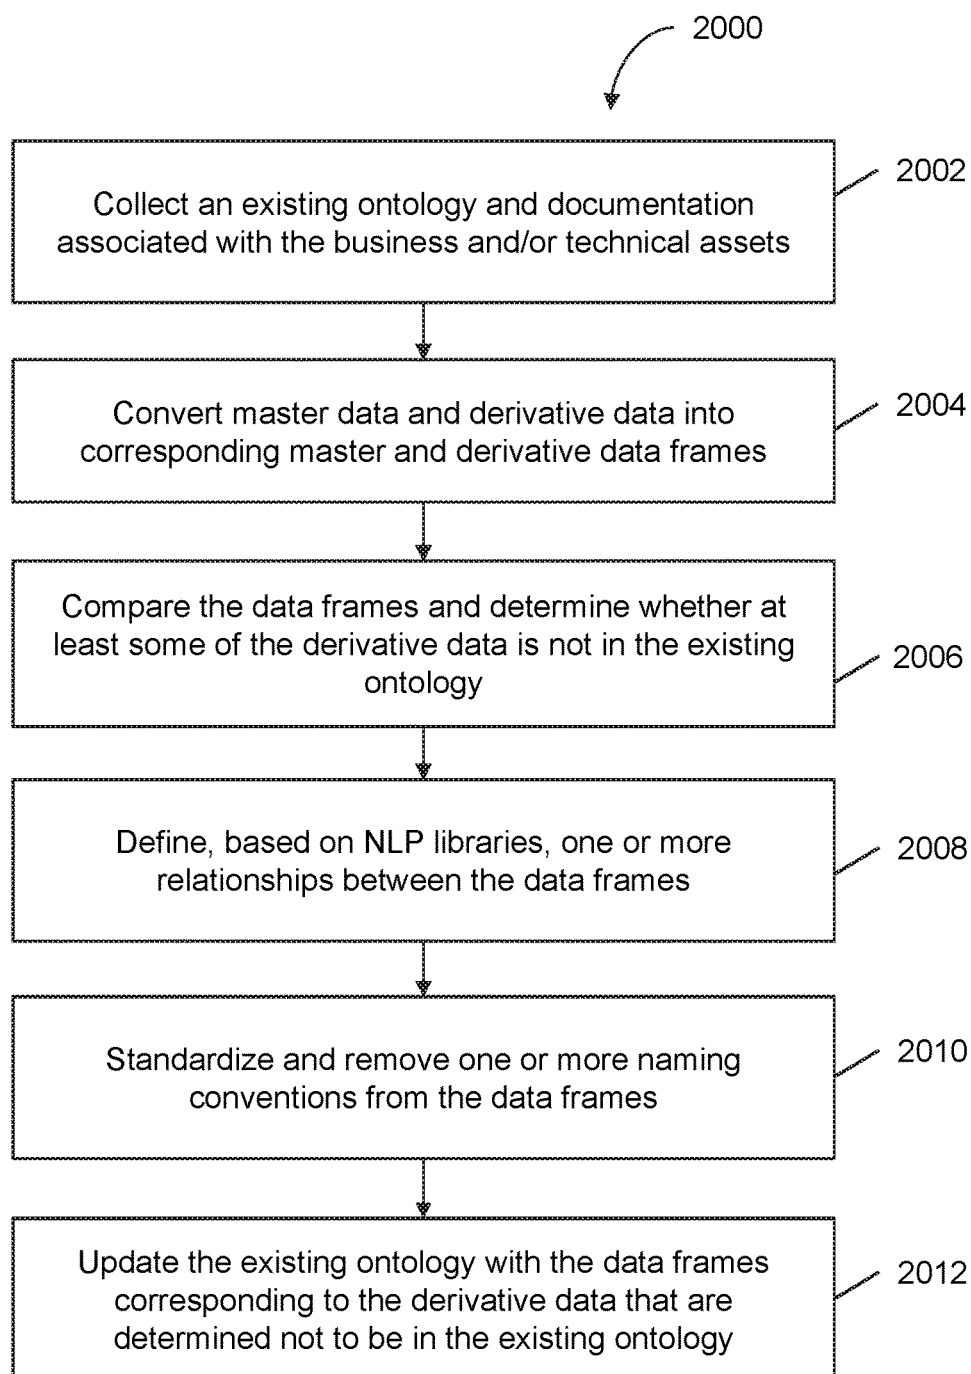 2000
Collect an existing ontology and documentation
associated with the business and/or technical assets
2002
Convert master data and derivative data into
corresponding master and derivative data frames
2004
Compare the data frames and determine whether at
least some of the derivative data is not in the existing
ontology
2006
Define, based on NLP libraries, one or more
relationships between the data frames
2008
Standardize and remove one or more naming
conventions from the data frames
2010
Update the existing ontology with the data frames
corresponding to the derivative data that are
determined not to be in the existing ontology
2012